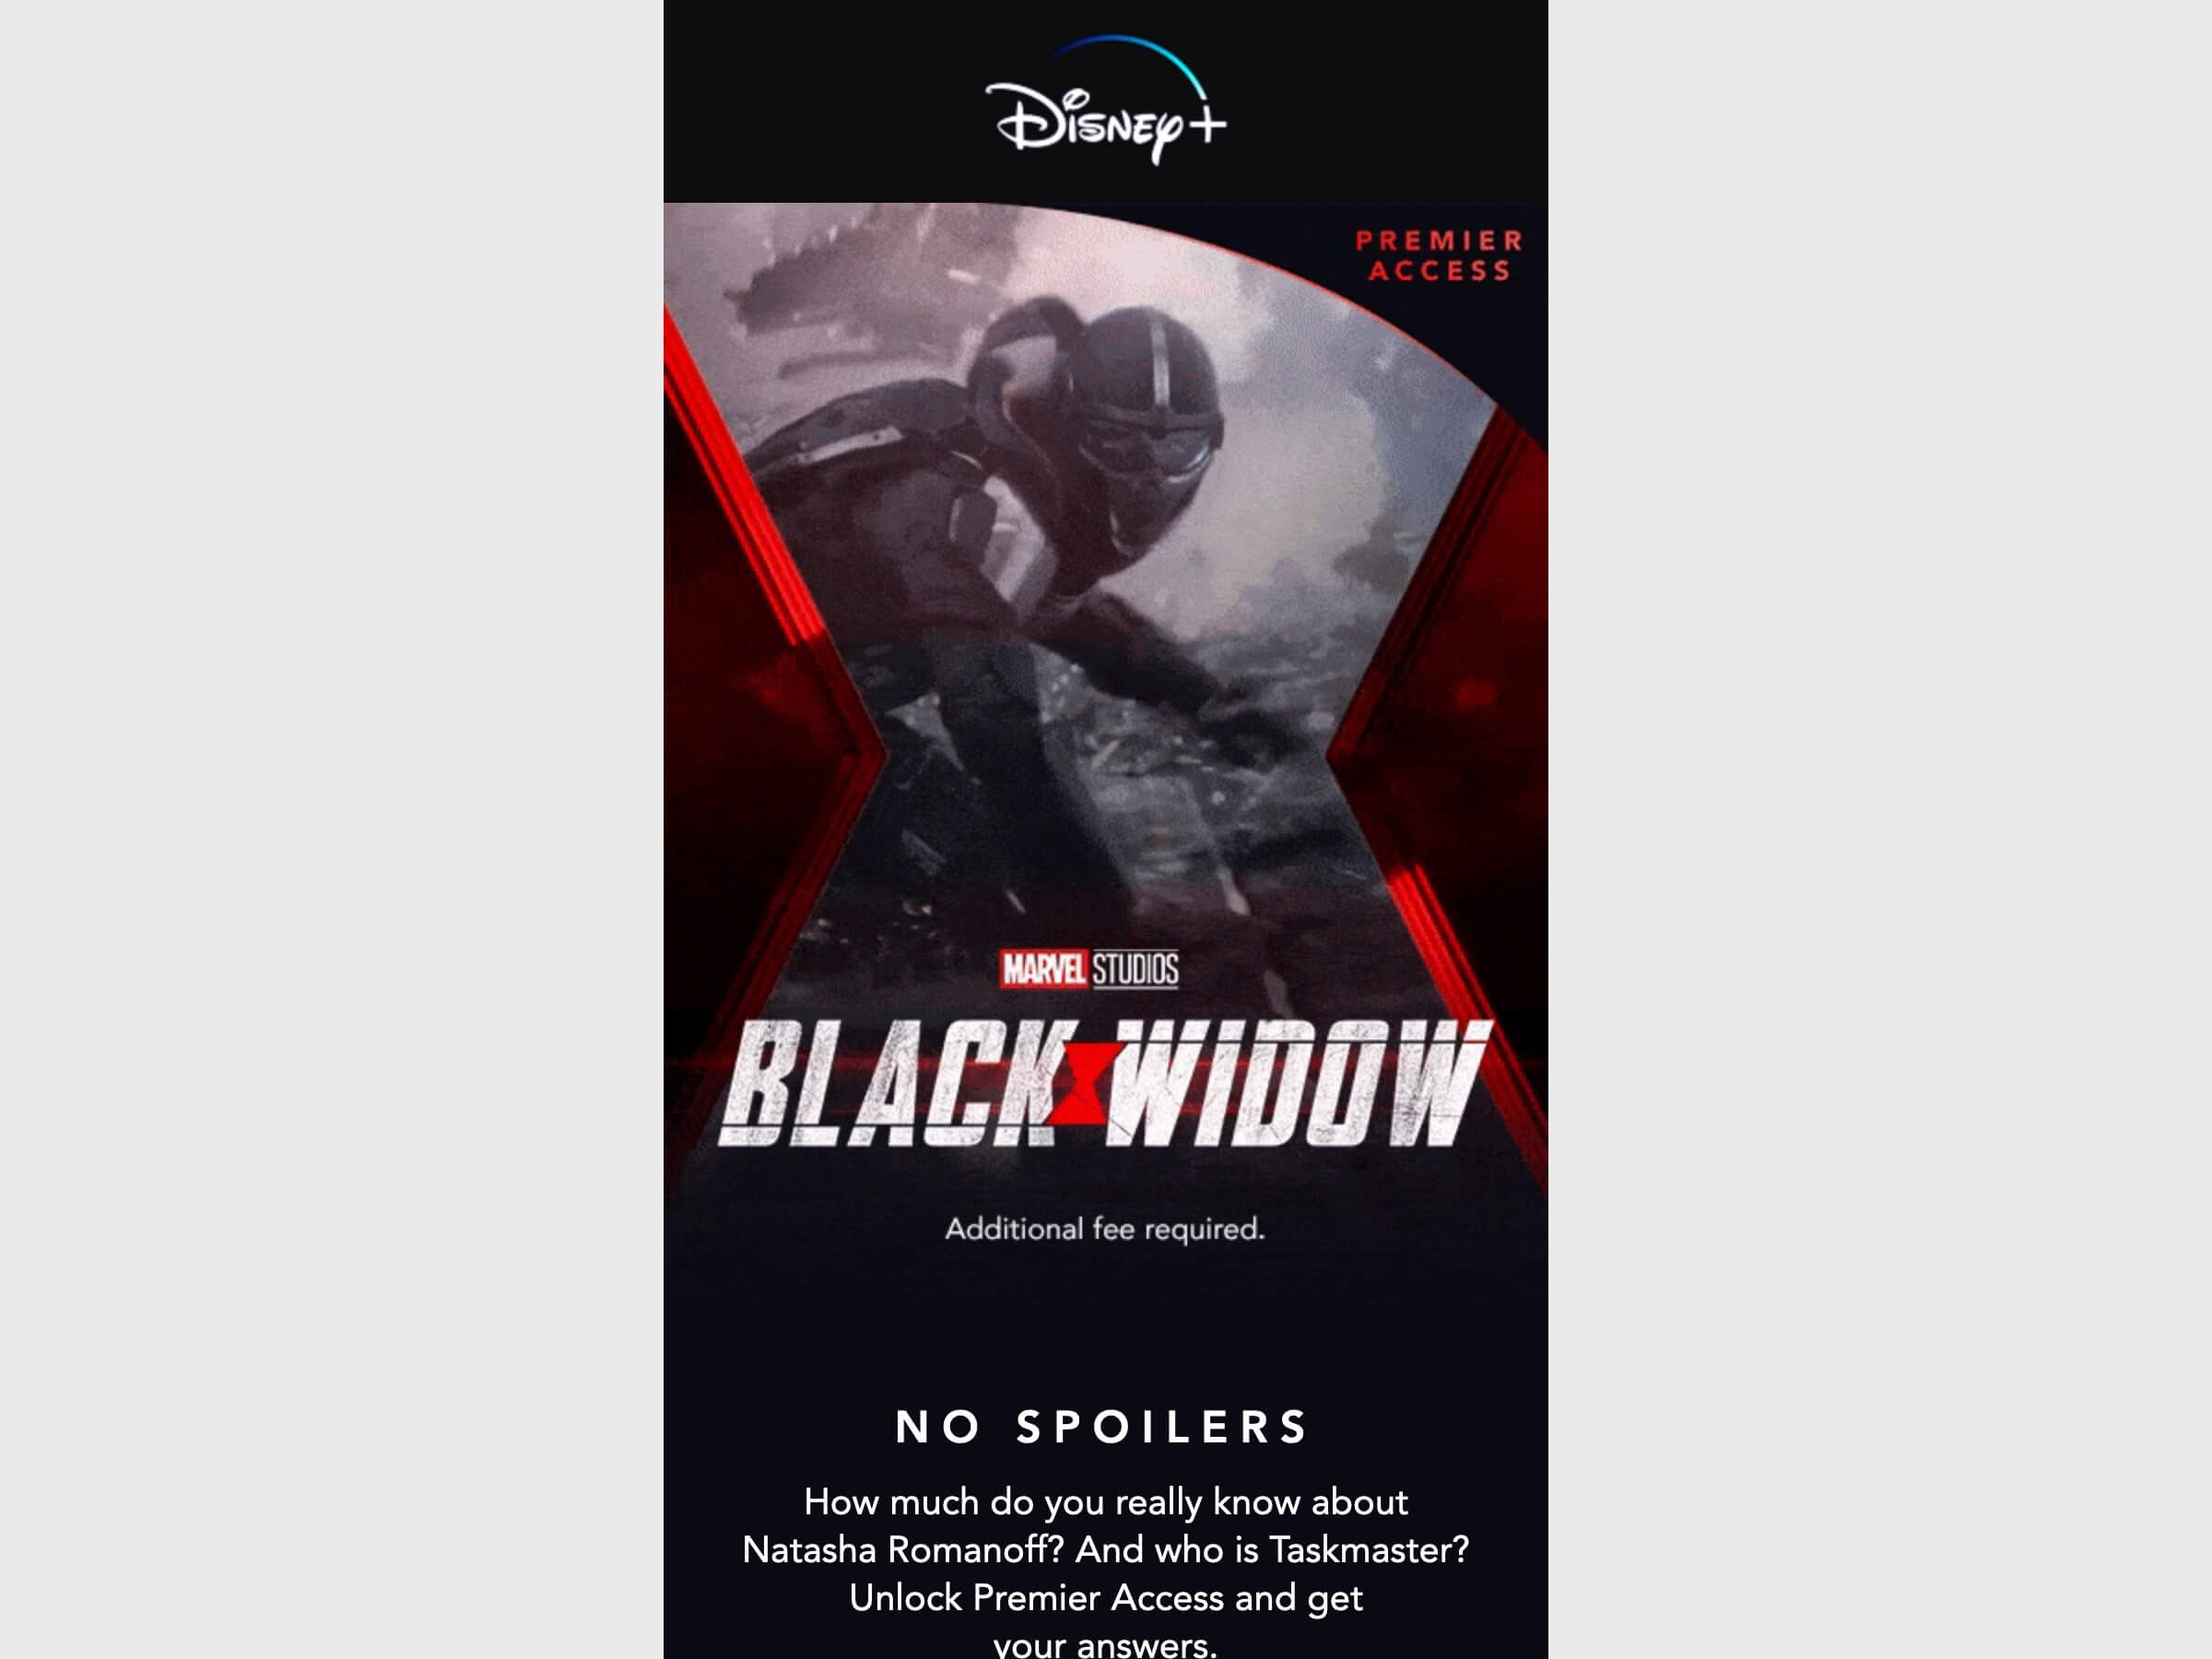 Disney+
PREMIER
ACCESS
MARVEL STUDIOS
BLACK WIDOW
Additional fee required.
NO SPOILERS
How much do you really know about
Natasha Romanoff? And who is Taskmaster?
Unlock Premier Access and get
your answers.